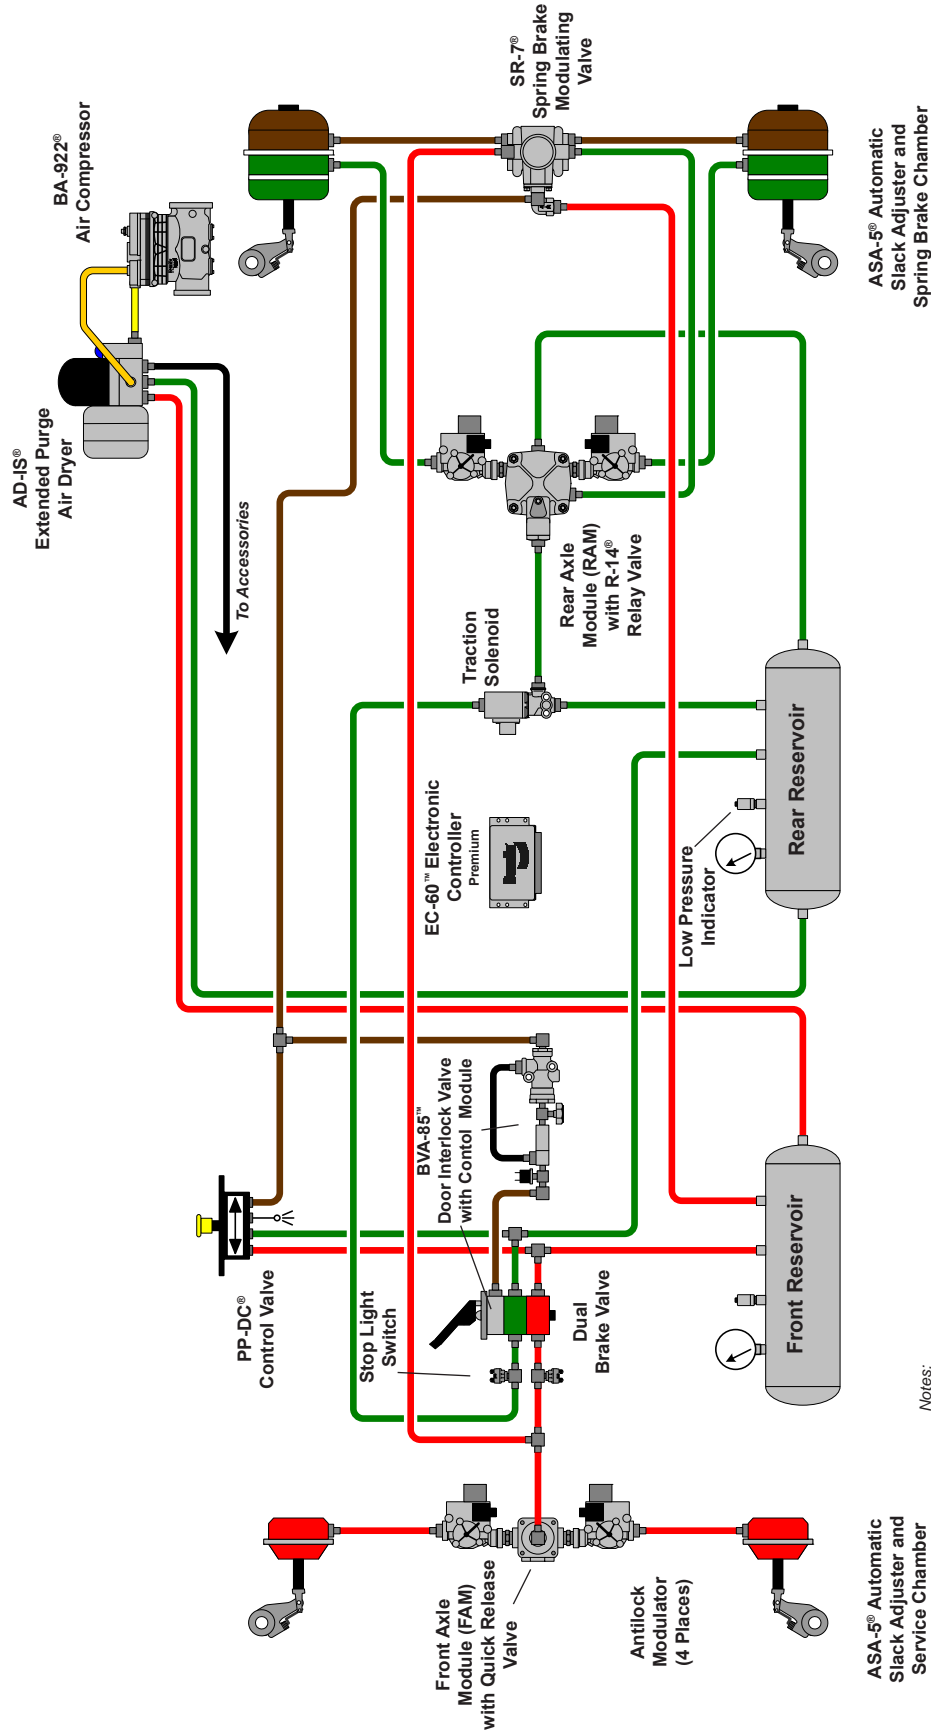 AD-IS®
Extended Purge
Air Dryer
BA-922®
Air Compressor
To Accessories
SR-7®
Spring Brake
Modulating
Valve
PP-DC®
Control Valve
Stop Light
Switch
BVA-85™
Door Interlock Valve
with Contol Module
EC-60™ Electronic
Controller
Premium
Traction
Solenoid
Rear Axle
Module (RAM)
with R-14®
Relay Valve
Front Axle
Module (FAM)
with Quick Release
Valve
Antilock
Modulator
(4 Places)
Dual
Brake Valve
Low Pressure
Indicator
Front Reservoir
Rear Reservoir
ASA-5® Automatic
Slack Adjuster and
Service Chamber
ASA-5® Automatic
Slack Adjuster and
Spring Brake Chamber
Notes: